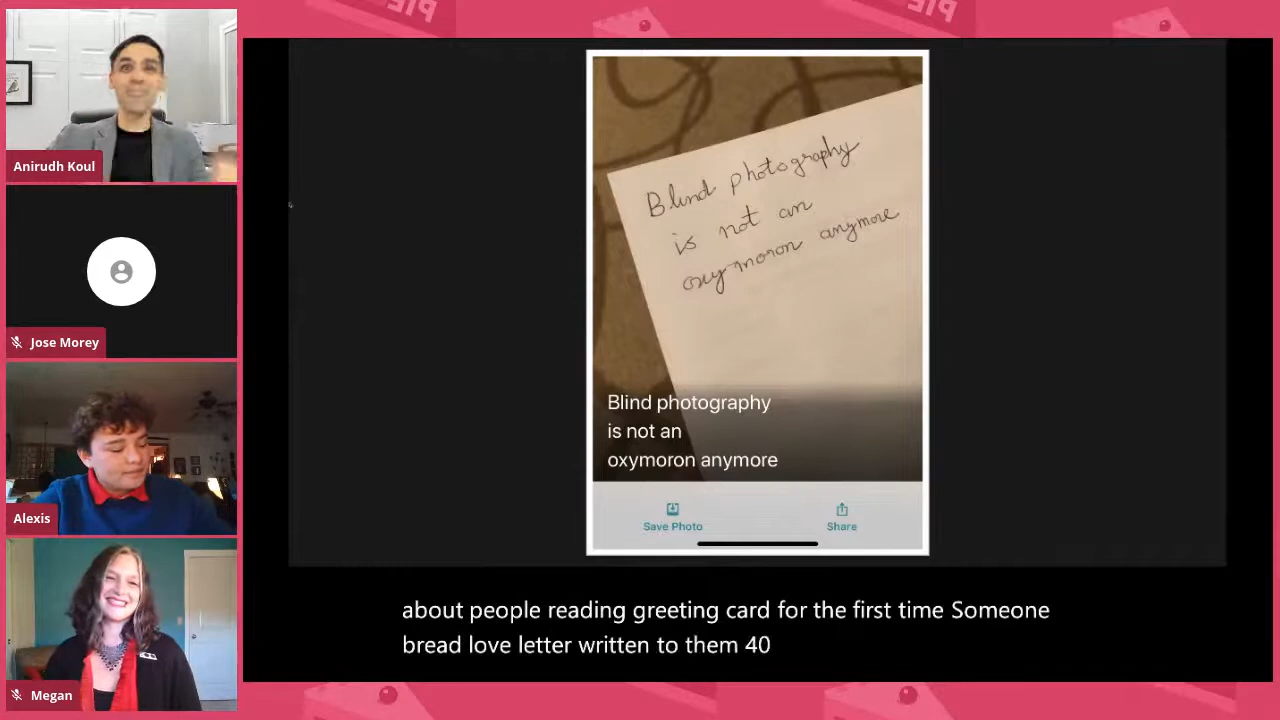 PIE
PIE
Anirudh Koul
Jose Morey
Alexis
Megan
Blind photography
is not an
oxymoron anymore
Blind photography
is not an
oxymoron anymore
Save Photo
Share
about people reading greeting card for the first time Someone
bread love letter written to them 40